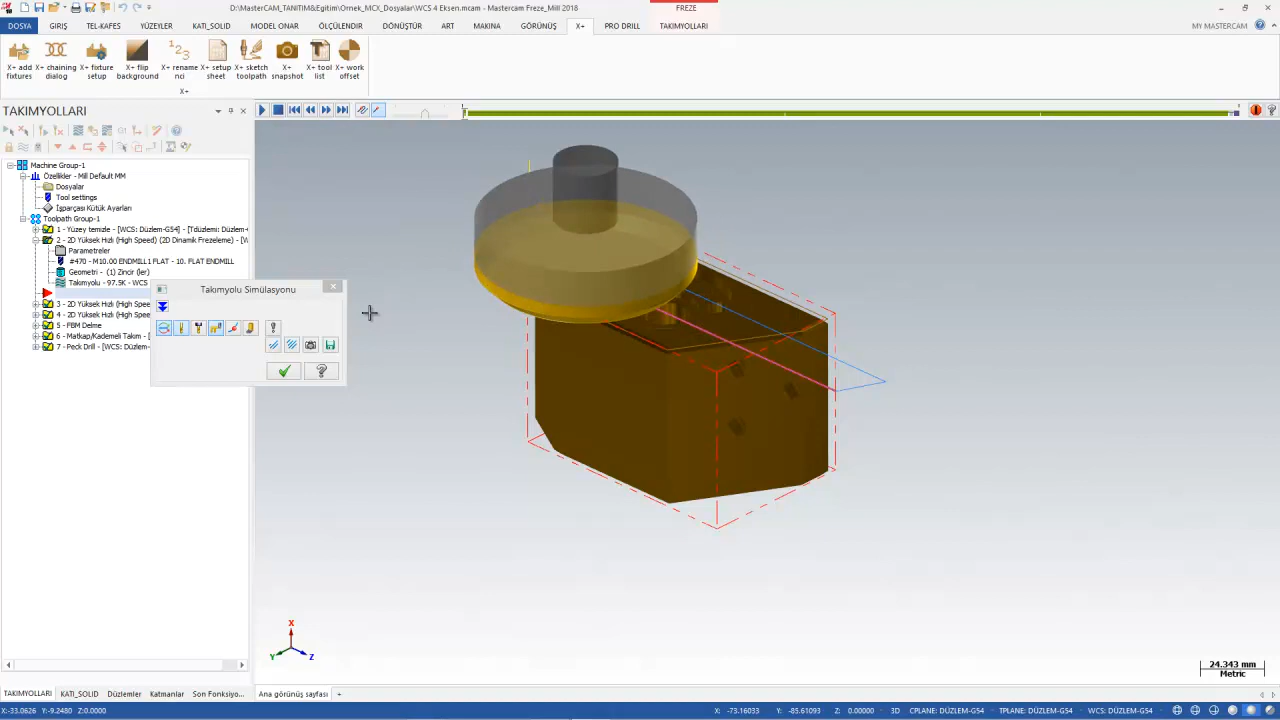 D:\MasterCAM_TANITIM&Egitim\Ornek_MCX_Dosyalar\WCS 4 Eksen.mcam - Mastercam Freze_Mill 2018
FREZE
DOSYA
GIRIŞ
TEL-KAFES
YÜZEYLER
KATI_SOLID
MODEL ONAR
ÖLÇÜLENDIR
DÖNÜŞTÜR
ART
MAKINA
GÖRÜNÜŞ
X+
PRO DRILL
TAKIMYOLLARI
MY MASTERCAM
X+ add fixtures
X+ chaining dialog
X+ fixture setup
X+ flip background
X+ rename nci
X+ setup sheet
X+ sketch toolpath
X+ snapshot
X+ tool list
X+ work offset
X+
TAKIMYOLLARI
Machine Group-1
Özellikler - Mill Default MM
Dosyalar
Tool settings
İşparçası Kütük Ayarları
Toolpath Group-1
1 - Yüzey temizle - [WCS: Düzlem-G54] - [Tdüzlemi: Düzlem-G
2 - 2D Yüksek Hızlı (High Speed) (2D Dinamik Frezeleme) - [W
Parametreler
#470 - M10.00 ENDMILL1 FLAT - 10. FLAT ENDMILL
Geometri - (1) Zincir (ler)
Takımyolu - 97.5K - WCS
3 - 2D Yüksek Hızlı (High Speed
4 - 2D Yüksek Hızlı (High Speed
5 - FBM Delme
6 - Matkap/Kademeli Takım -
7 - Peck Drill - [WCS: Düzlem-
Takımyolu Simülasyonu
X
Y
Z
24.343 mm
Metric
TAKIMYOLLARI
KATI_SOLID
Düzlemler
Katmanlar
Son Fonksiyo...
Ana görünüş sayfası
+
X:-33.0626 Y:-9.2480 Z:0.0000
X: -73.16033
Y: -85.61093
Z: 0.00000
3D
CPLANE: DÜZLEM-G54
TPLANE: DÜZLEM-G54
WCS: DÜZLEM-G54